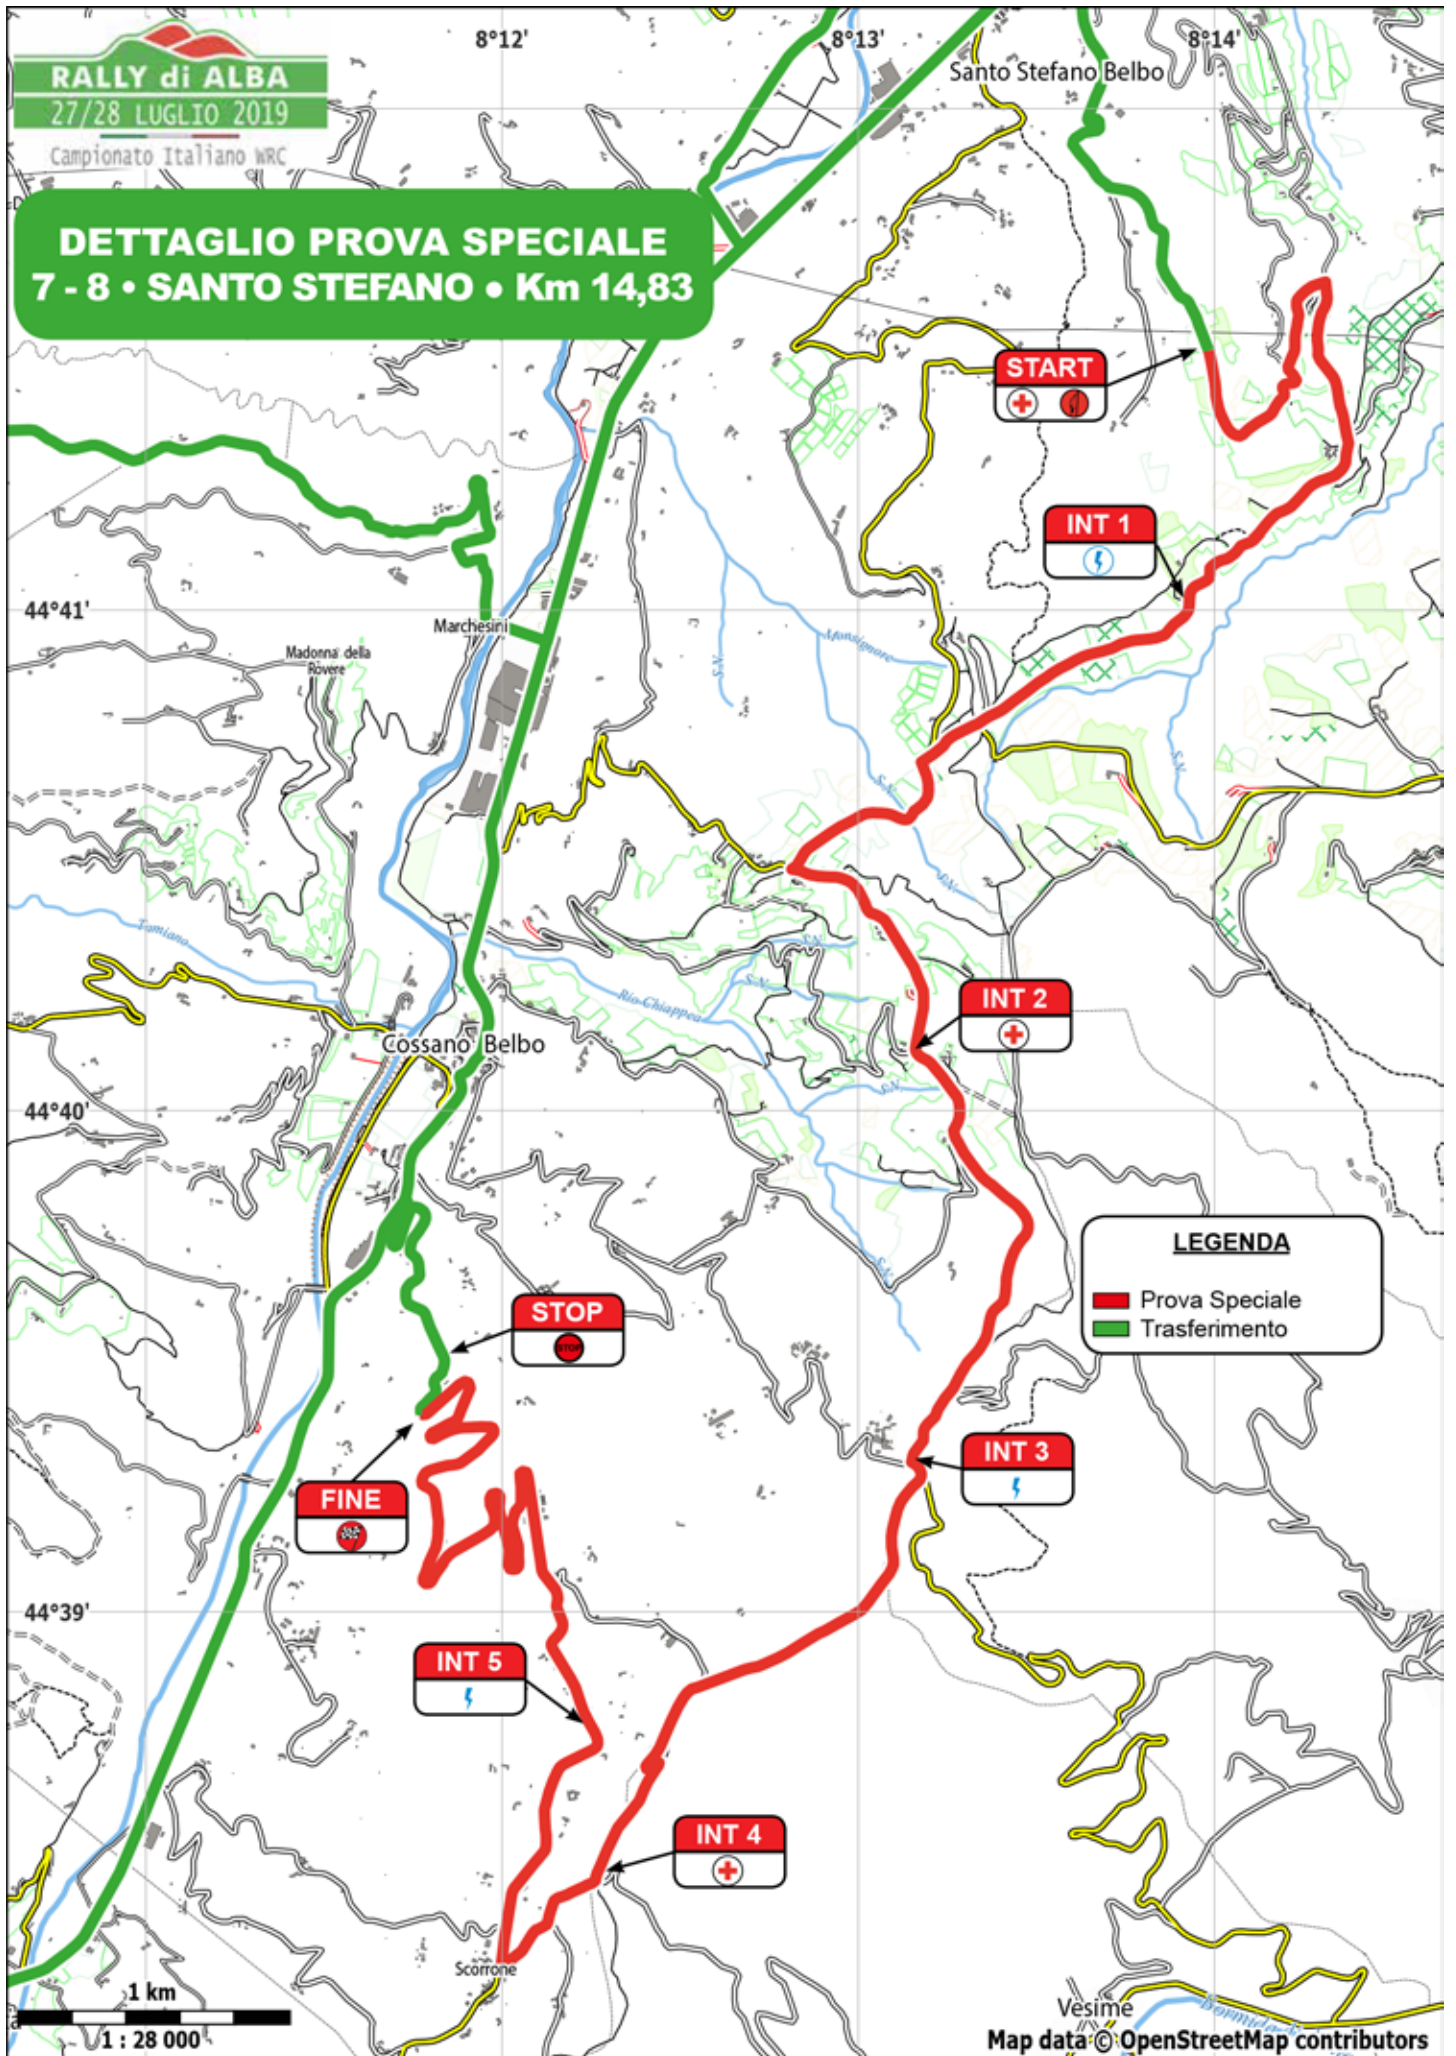 RALLY di ALBA
27/28 LUGLIO 2019
Campionato Italiano WRC
8°12'
8°13'
8°14'
Santo Stefano Belbo
DETTAGLIO PROVA SPECIALE
7 - 8 • SANTO STEFANO • Km 14,83
START
INT 1
44°41'
Marchesini
Madonna della
Rovere
Monsignore
S.N.
S.N.
S.N.
S.N.
Tamiano
S.N.
S.N.
Rio Chiappea
INT 2
Cossano Belbo
S.N.
44°40'
LEGENDA
Prova Speciale
Trasferimento
S.N.
STOP
STOP
INT 3
FINE
44°39'
INT 5
INT 4
Scorrone
1 km
1 : 28 000
Vesime
Map data © OpenStreetMap contributors